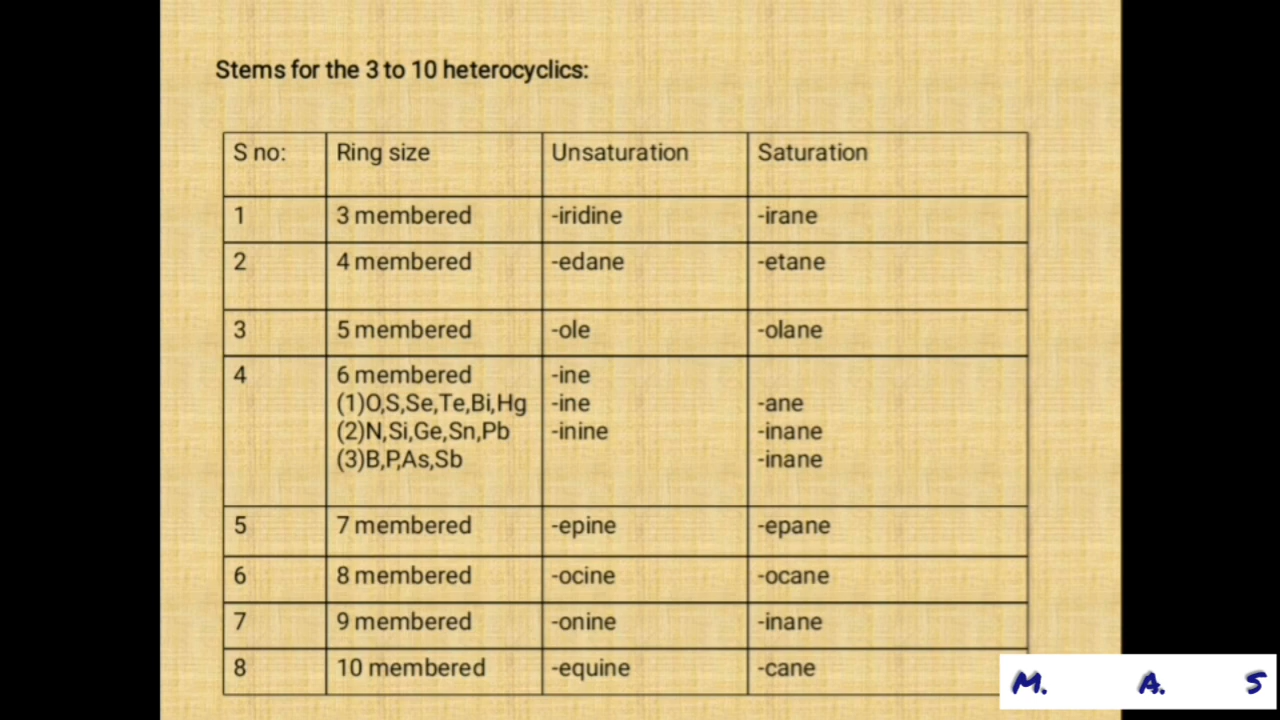 Stems for the 3 to 10 heterocyclics:
S no: Ring size Unsaturation Saturation
1 3 membered -iridine -irane
2 4 membered -edane -etane
3 5 membered -ole -olane
4 6 membered -ine
(1)O,S,Se,Te,Bi,Hg -ine -ane
(2)N,Si,Ge,Sn,Pb -inine -inane
(3)B,P,As,Sb -inane
5 7 membered -epine -epane
6 8 membered -ocine -ocane
7 9 membered -onine -inane
8 10 membered -equine -cane
M. A. S